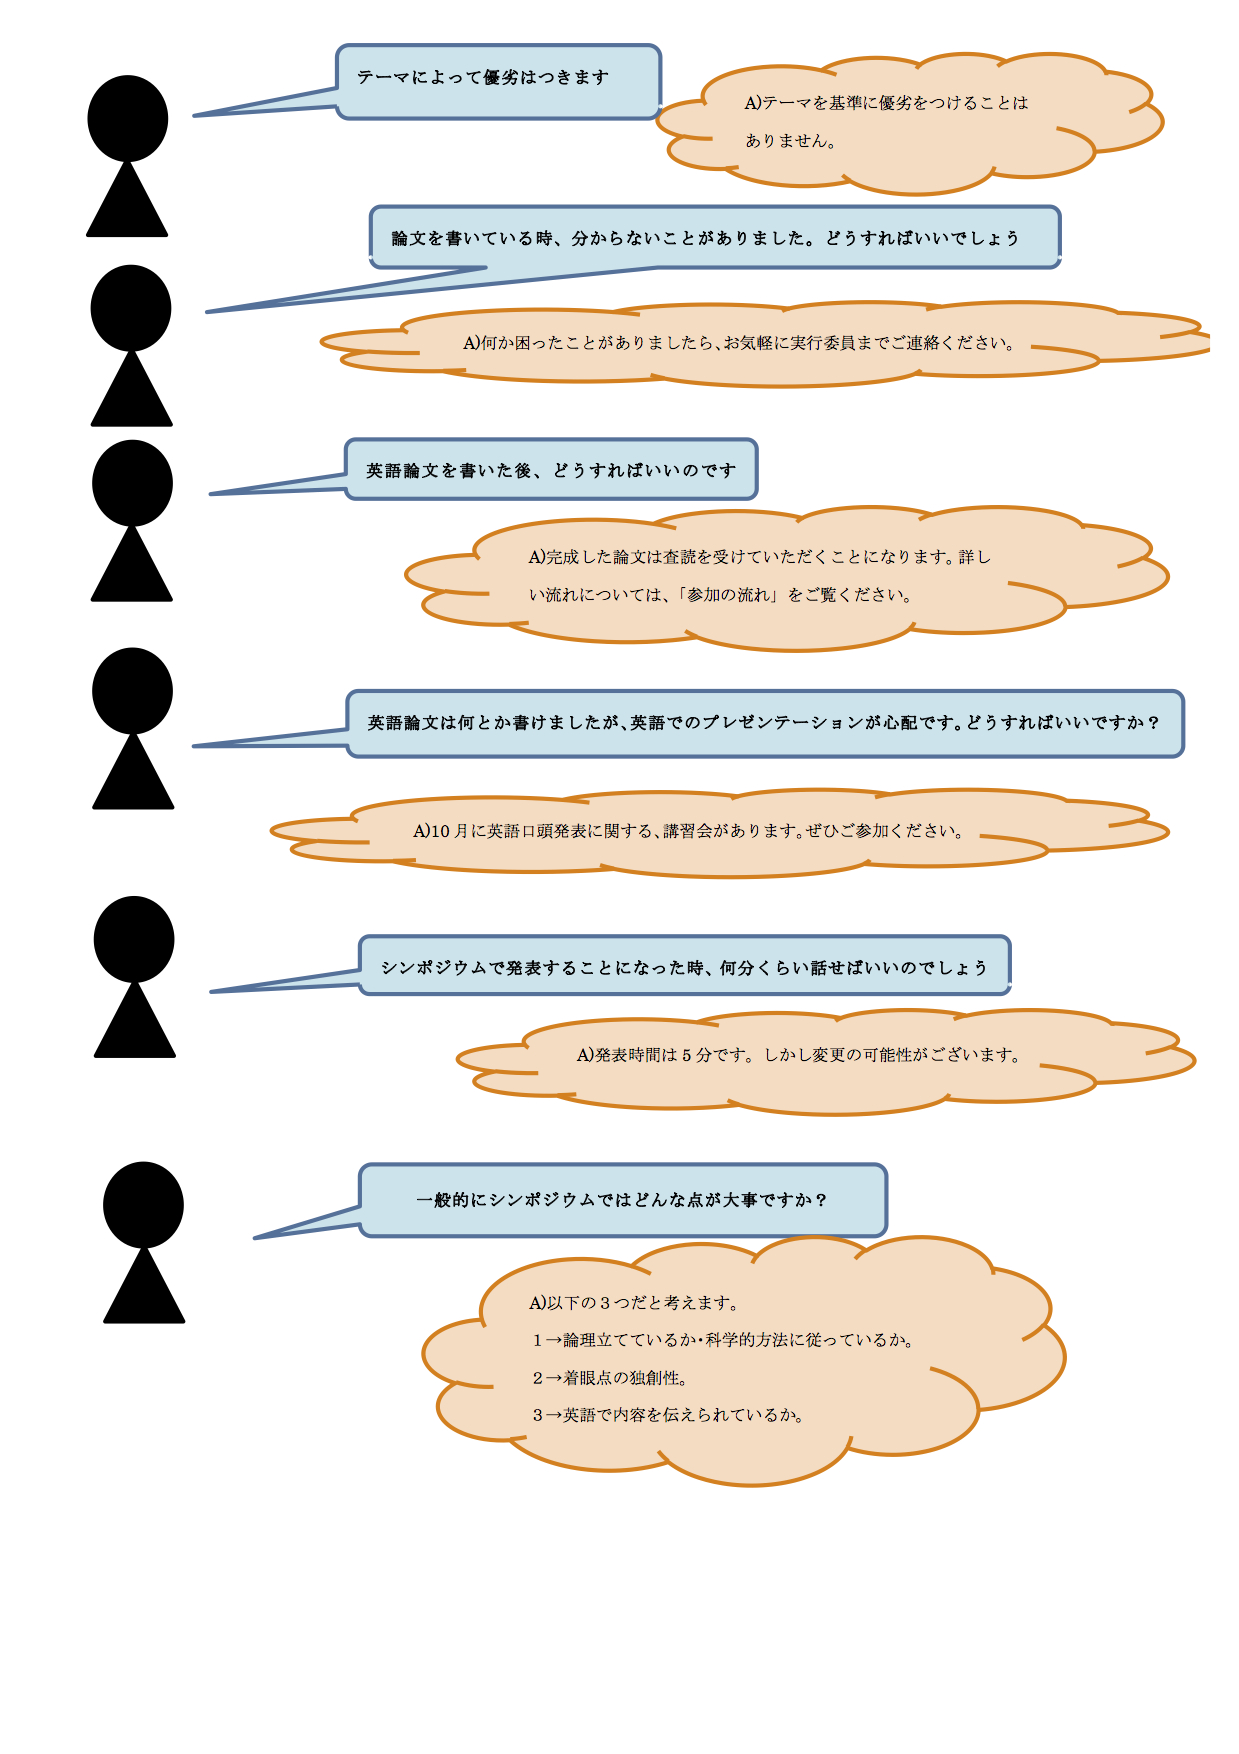 テーマによって優劣はつきます
A)テーマを基準に優劣をつけることは
ありません。
論文を書いている時、分からないことがありました。どうすればいいでしょう
A)何か困ったことがありましたら、お気軽に実行委員までご連絡ください。
英語論文を書いた後、どうすればいいのです
A)完成した論文は査読を受けていただくことになります。詳し
い流れについては、「参加の流れ」をご覧ください。
英語論文は何とか書けましたが、英語でのプレゼンテーションが心配です。どうすればいいですか？
A)10 月に英語口頭発表に関する、講習会があります。ぜひご参加ください。
シンポジウムで発表することになった時、何分くらい話せばいいのでしょう
A)発表時間は 5 分です。しかし変更の可能性がございます。
一般的にシンポジウムではどんな点が大事ですか？
A)以下の３つだと考えます。
１→論理立てているか・科学的方法に従っているか。
２→着眼点の独創性。
３→英語で内容を伝えられているか。